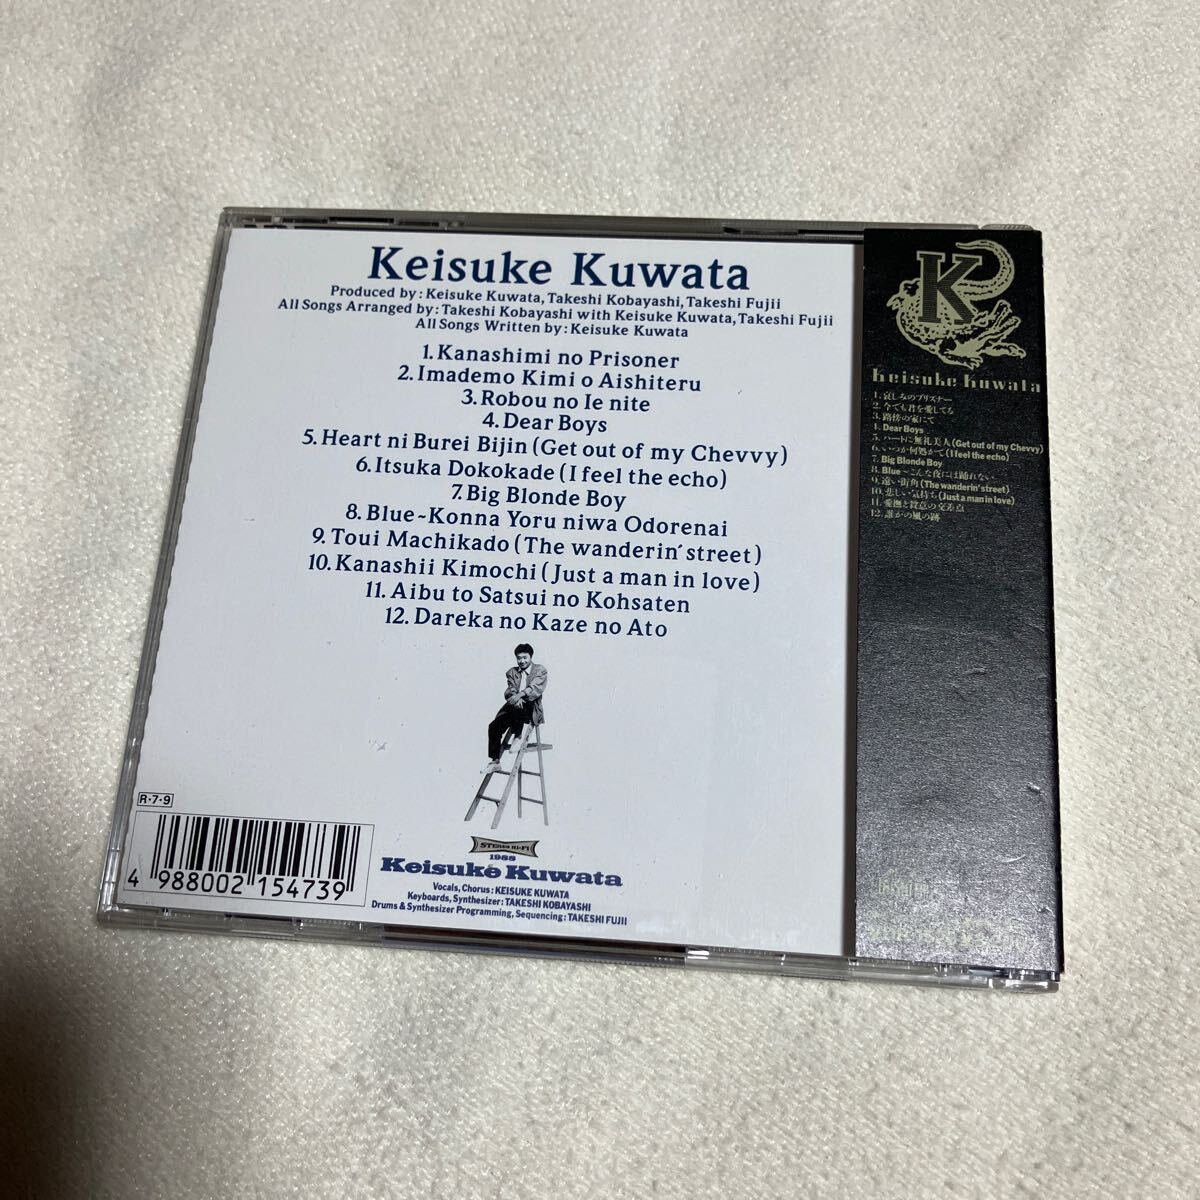 Keisuke Kuwata
Produced by: Keisuke Kuwata, Takeshi Kobayashi, Takeshi Fujii
All Songs Arranged by: Takeshi Kobayashi with Keisuke Kuwata, Takeshi Fujii
All Songs Written by: Keisuke Kuwata
1. Kanashimi no Prisoner
2. Imademo Kimi o Aishiteru
3. Robou no Ie nite
4. Dear Boys
5. Heart ni Burei Bijin (Get out of my Chevvy)
6. Itsuka Dokokade (I feel the echo)
7. Big Blonde Boy
8. Blue~Konna Yoru niwa Odorenai
9. Toui Machikado (The wanderin' street)
10. Kanashii Kimochi (Just a man in love)
11. Aibu to Satsui no Kohsaten
12. Dareka no Kaze no Ato
R・7・9
4 988002 154739
STEREO HI-FI
1988
Keisuke Kuwata
Vocals, Chorus: KEISUKE KUWATA
Keyboards, Synthesizer: TAKESHI KOBAYASHI
Drums & Synthesizer Programming, Sequencing: TAKESHI FUJII
K
Keisuke Kuwata
1. 哀しみのプリズナー
2. 今でも君を愛してる
3. 路傍の家にて
4. Dear Boys
5. ハートに無礼美人 (Get out of my Chevvy)
6. いつか何処かで (I feel the echo)
7. Big Blonde Boy
8. Blue~こんな夜には踊れない
9. 遠い街角 (The wanderin' street)
10. 悲しい気持ち (Just a man in love)
11. 愛撫と殺意の交差点
12. 誰かの風の跡